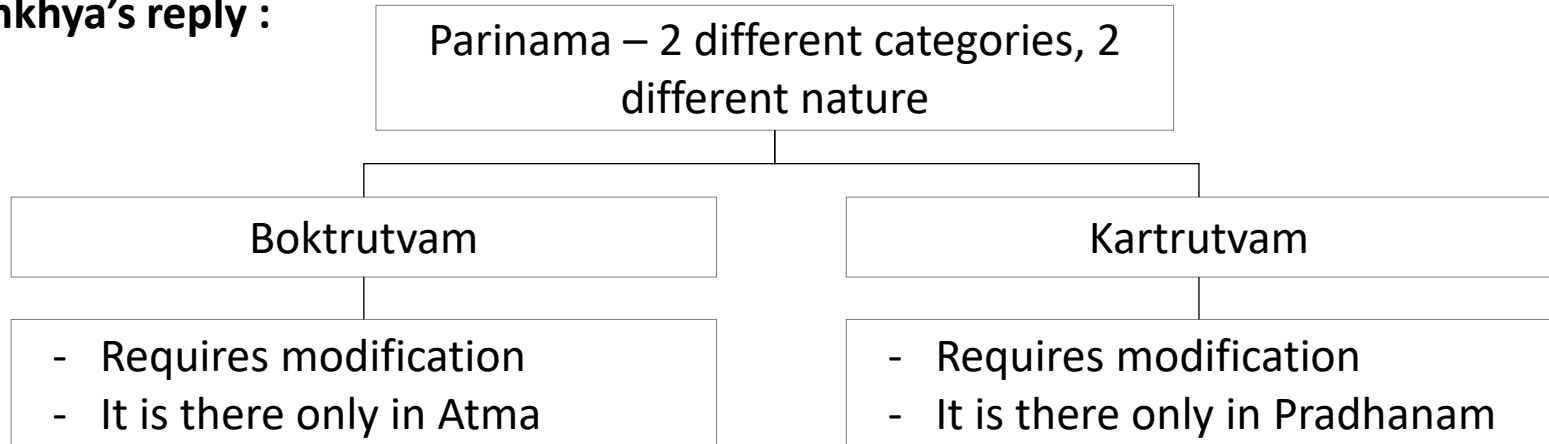 nkhya's reply :
Parinama – 2 different categories, 2
different nature
Boktrutvam
Kartrutvam
- Requires modification
- It is there only in Atma
- Requires modification
- It is there only in Pradhanam